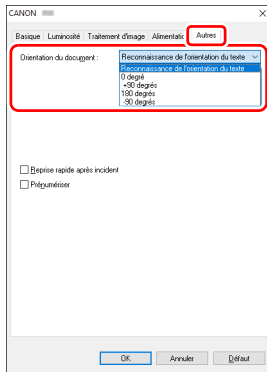 CANON
Basique Luminosité Traitement d'image Alimentatic Autres
Orientation du document : Reconnaissance de l'orientation du texte
Reconnaissance de l'orientation du texte
0 degré
+90 degrés
180 degrés
-90 degrés
Reprise rapide après incident
Prénumériser
OK Annuler Défaut